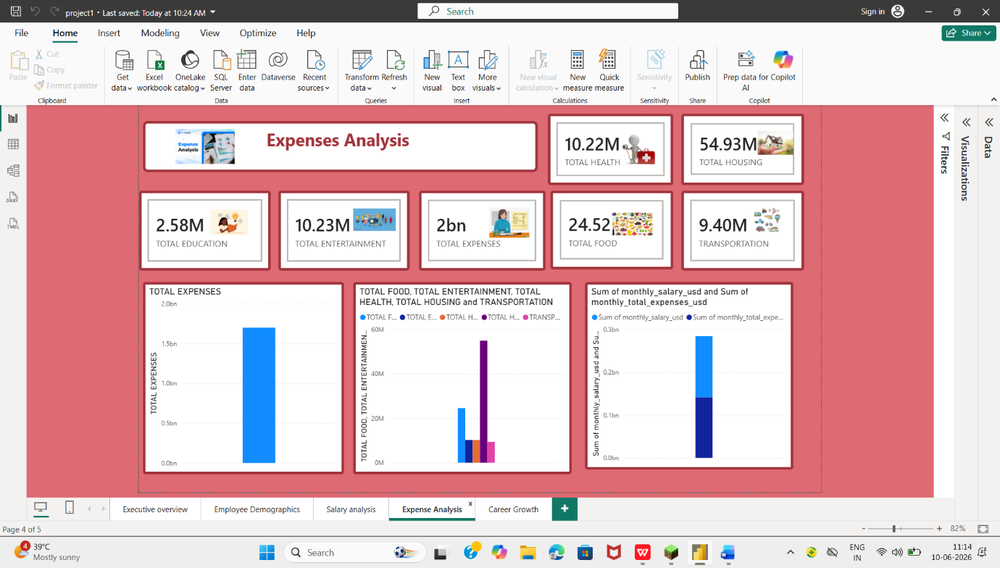 project1 • Last saved: Today at 10:24 AM
Search
Sign in
File Home Insert Modeling View Optimize Help
Share
Paste
Cut
Copy
Format painter
Clipboard
Get data
Excel workbook
OneLake catalog
SQL Server
Enter data
Dataverse
Recent sources
Data
Transform data
Refresh
Queries
New visual
Text box
More visuals
Insert
New visual calculation
New measure
Quick measure
Calculations
Sensitivity
Sensitivity
Publish
Share
Prep data for AI
Copilot
Copilot
Expense
Analysis
Expenses Analysis
10.22M
TOTAL HEALTH
54.93M
TOTAL HOUSING
2.58M
TOTAL EDUCATION
10.23M
TOTAL ENTERTAINMENT
2bn
TOTAL EXPENSES
24.52
TOTAL FOOD
9.40M
TRANSPORTATION
TOTAL EXPENSES
TOTAL EXPENSES
2.0bn
1.5bn
1.0bn
0.5bn
0.0bn
TOTAL FOOD, TOTAL ENTERTAINMENT, TOTAL
HEALTH, TOTAL HOUSING and TRANSPORTATION
TOTAL F... TOTAL E... TOTAL H... TOTAL H... TRANSP...
TOTAL FOOD, TOTAL ENTERTAINMEN...
60M
40M
20M
0M
Sum of monthly_salary_usd and Sum of
monthly_total_expenses_usd
Sum of monthly_salary_usd Sum of monthly_total_expe...
Sum of monthly_salary_usd and Su...
0.3bn
0.2bn
0.1bn
0.0bn
Filters
Visualizations
Data
DAX
TMDL
Executive overview
Employee Demographics
Salary analysis
Expense Analysis
x
Career Growth
+
Page 4 of 5
- + 82%
4
39°C
Mostly sunny
Search
ENG
IN
11:14
10-06-2026